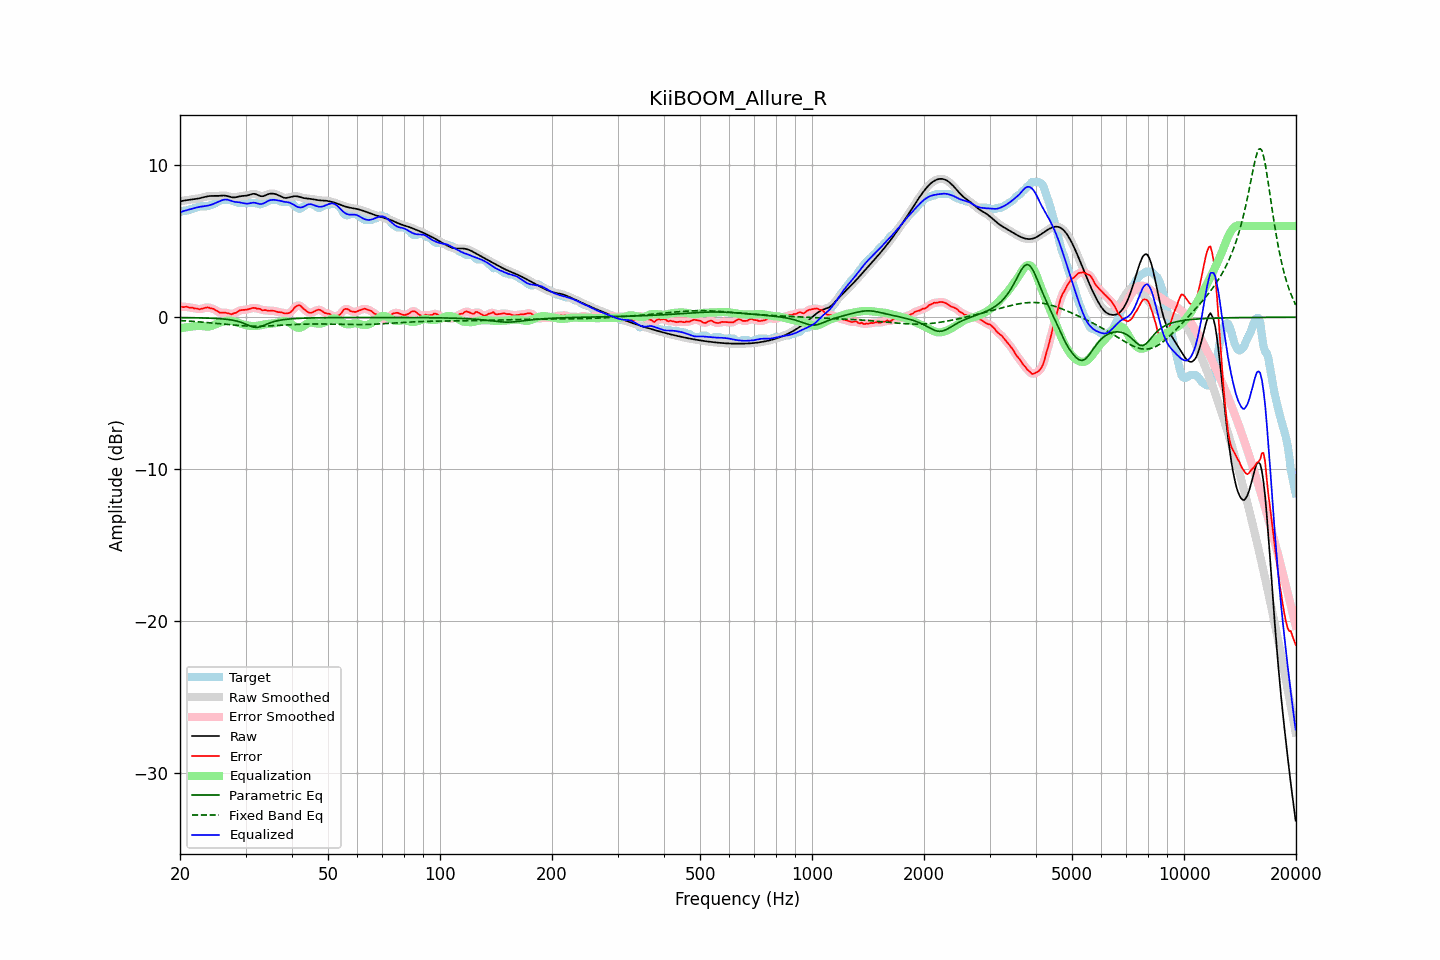 KiiBOOM_Allure_R
10
0
−10
−20
−30
Amplitude (dBr)
Target
Raw Smoothed
Error Smoothed
Raw
Error
Equalization
Parametric Eq
Fixed Band Eq
Equalized
20 50 100 200 500 1000 2000 5000 10000 20000
Frequency (Hz)